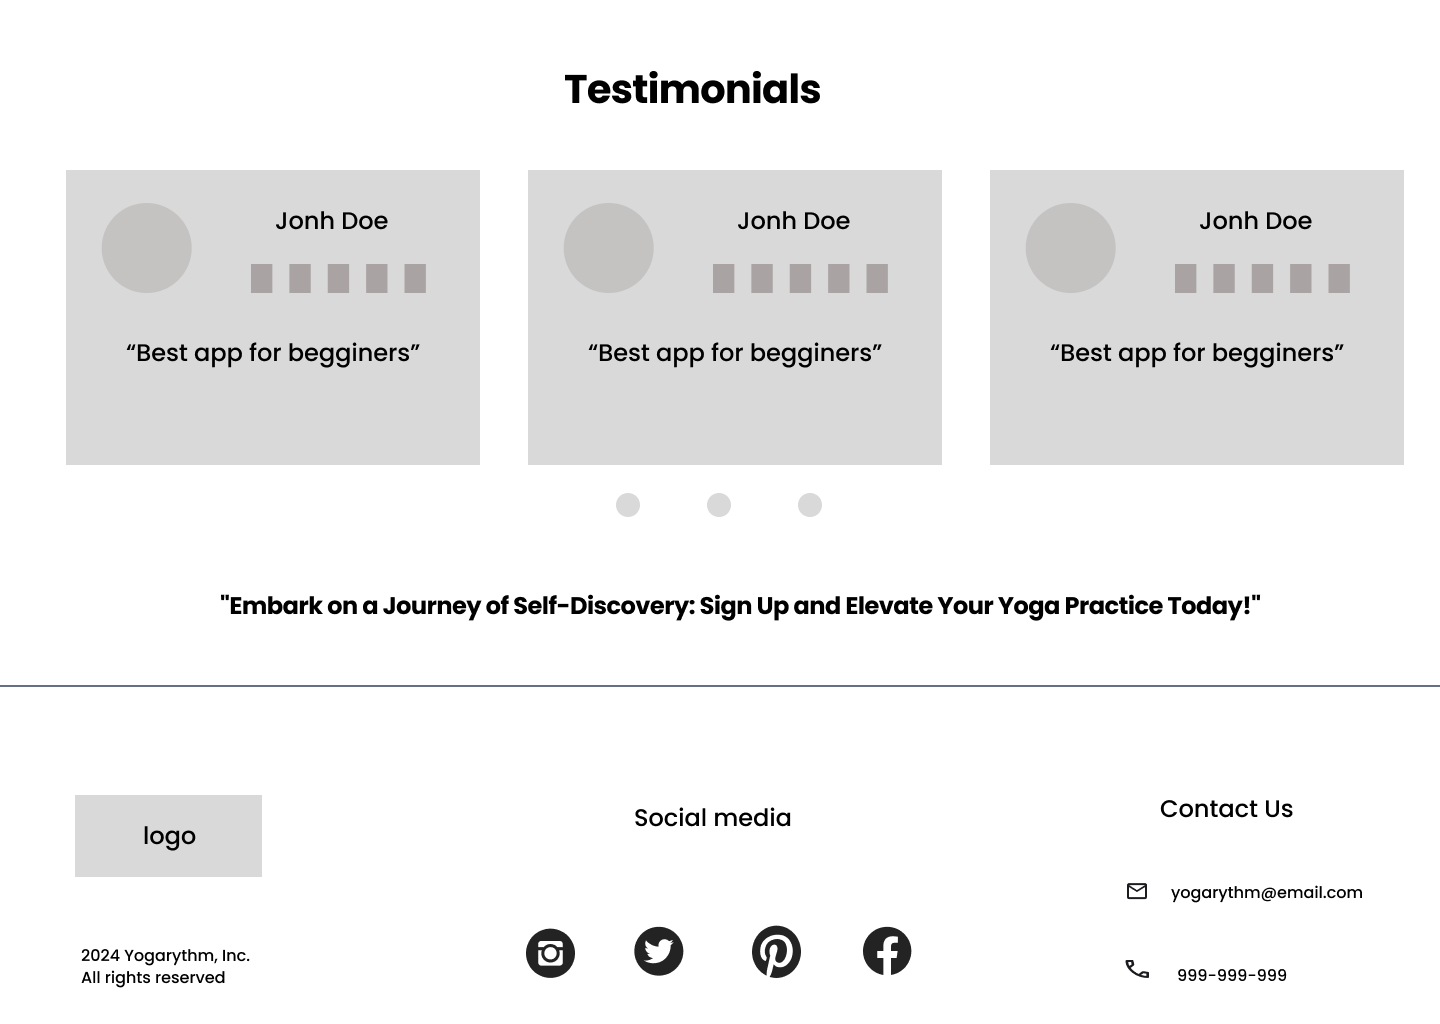 Testimonials
Jonh Doe
“Best app for begginers”
Jonh Doe
“Best app for begginers”
Jonh Doe
“Best app for begginers”
"Embark on a Journey of Self-Discovery: Sign Up and Elevate Your Yoga Practice Today!"
logo
2024 Yogarythm, Inc.
All rights reserved
Social media
Contact Us
yogarythm@email.com
999-999-999